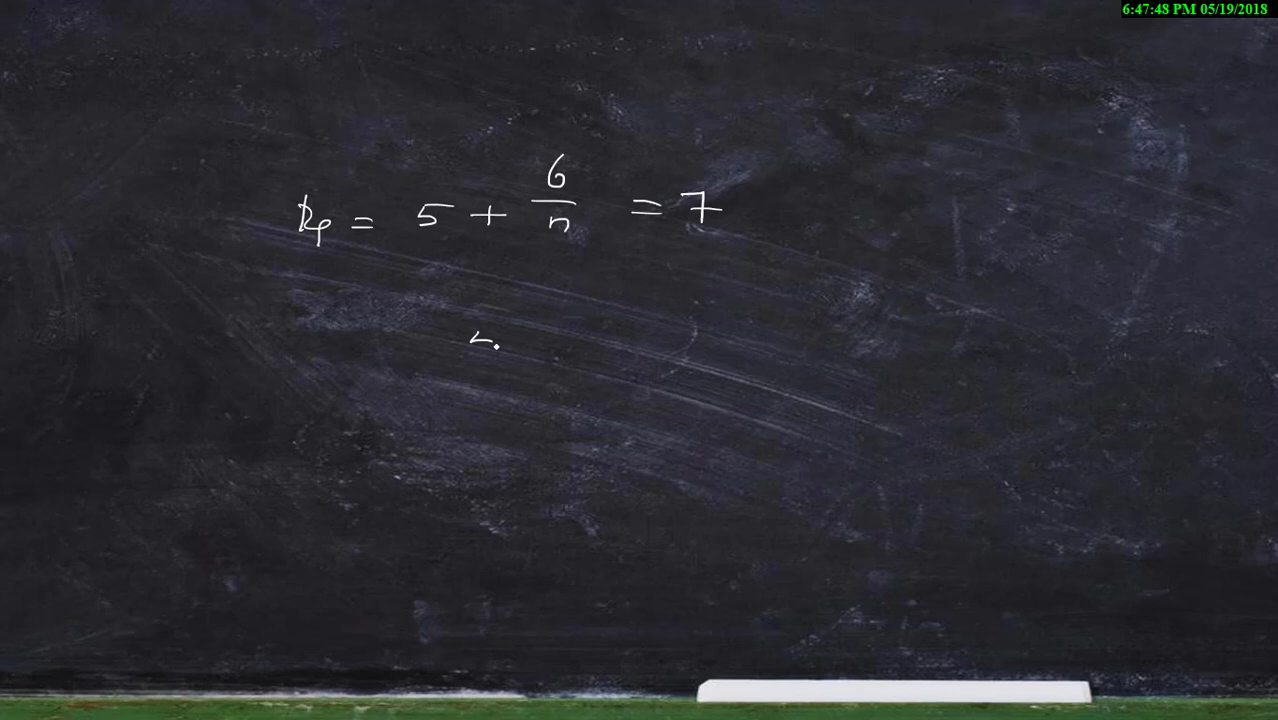 6:47:48 PM 05/19/2018
Rp = 5 + 6/n = 7